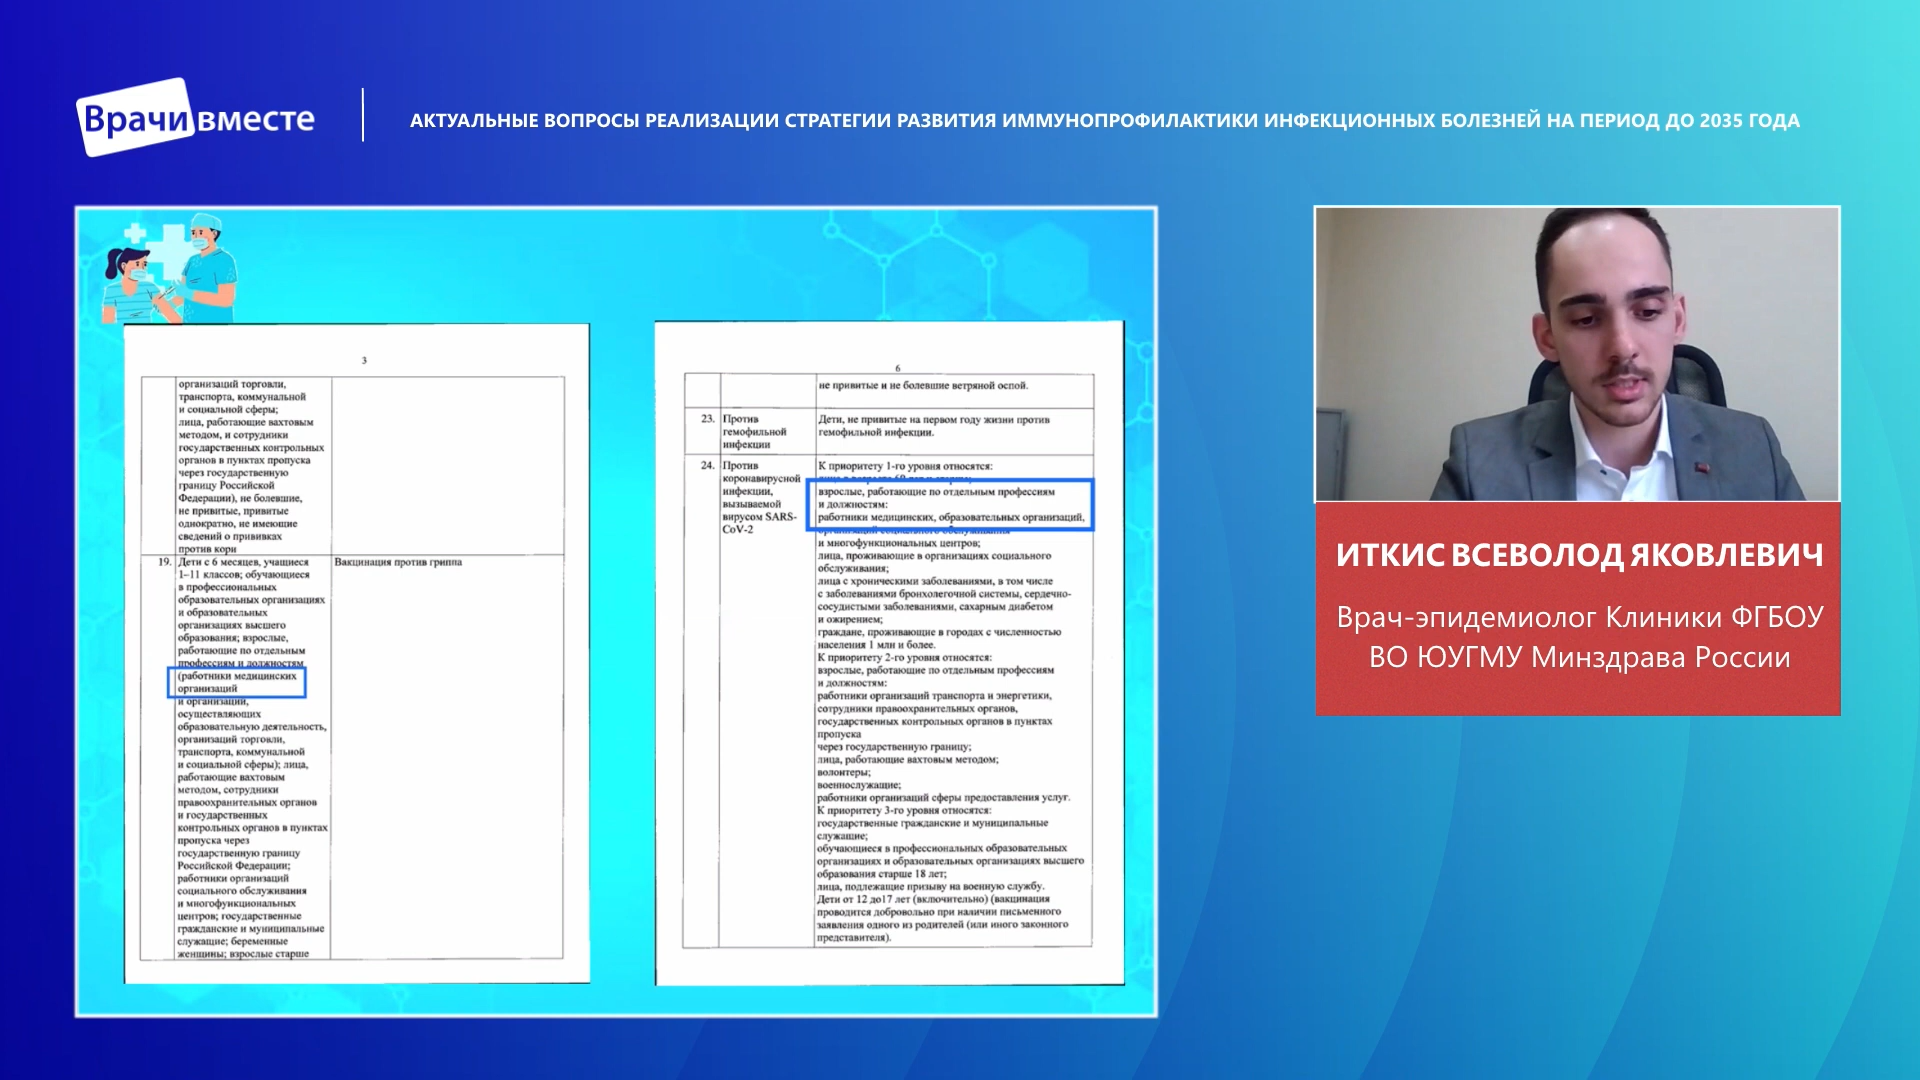 Врачи вместе
АКТУАЛЬНЫЕ ВОПРОСЫ РЕАЛИЗАЦИИ СТРАТЕГИИ РАЗВИТИЯ ИММУНОПРОФИЛАКТИКИ ИНФЕКЦИОННЫХ БОЛЕЗНЕЙ НА ПЕРИОД ДО 2035 ГОДА
3
организаций торговли,
транспорта, коммунальной
и социальной сферы;
лица, работающие вахтовым
методом, и сотрудники
государственных контрольных
органов в пунктах пропуска
через государственную
границу Российской
Федерации), не болевшие,
не привитые, привитые
однократно, не имеющие
сведений о прививках
против кори
19. Дети с 6 месяцев, учащиеся
1–11 классов; обучающиеся
в профессиональных
образовательных организациях
и образовательных
организациях высшего
образования; взрослые,
работающие по отдельным
профессиям и должностям
(работники медицинских
организаций
и организаций,
осуществляющих
образовательную деятельность,
организаций торговли,
транспорта, коммунальной
и социальной сферы); лица,
работающие вахтовым
методом, сотрудники
правоохранительных органов
и государственных
контрольных органов в пунктах
пропуска через
государственную границу
Российской Федерации;
работники организаций
социального обслуживания
и многофункциональных
центров; государственные
гражданские и муниципальные
служащие; беременные
женщины; взрослые старше
Вакцинация против гриппа
6
не привитые и не болевшие ветряной оспой.
23. Против
гемофильной
инфекции
Дети, не привитые на первом году жизни против
гемофильной инфекции.
24. Против
коронавирусной
инфекции,
вызываемой
вирусом SARS-
CoV-2
К приоритету 1-го уровня относятся:
лица в возрасте 60 лет и старше;
взрослые, работающие по отдельным профессиям
и должностям:
работники медицинских, образовательных организаций,
организаций социального обслуживания
и многофункциональных центров;
лица, проживающие в организациях социального
обслуживания;
лица с хроническими заболеваниями, в том числе
с заболеваниями бронхолегочной системы, сердечно-
сосудистыми заболеваниями, сахарным диабетом
и ожирением;
граждане, проживающие в городах с численностью
населения 1 млн и более.
К приоритету 2-го уровня относятся:
взрослые, работающие по отдельным профессиям
и должностям:
работники организаций транспорта и энергетики,
сотрудники правоохранительных органов,
государственных контрольных органов в пунктах
пропуска
через государственную границу;
лица, работающие вахтовым методом;
волонтеры;
военнослужащие;
работники организаций сферы предоставления услуг.
К приоритету 3-го уровня относятся:
государственные гражданские и муниципальные
служащие;
обучающиеся в профессиональных образовательных
организациях и образовательных организациях высшего
образования старше 18 лет;
лица, подлежащие призыву на военную службу.
Дети от 12 до17 лет (включительно) (вакцинация
проводится добровольно при наличии письменного
заявления одного из родителей (или иного законного
представителя).
ИТКИС ВСЕВОЛОД ЯКОВЛЕВИЧ
Врач-эпидемиолог Клиники ФГБОУ
ВО ЮУГМУ Минздрава России